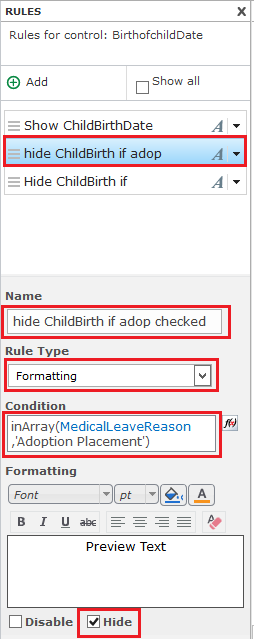 RULES X
Rules for control: BirthofchildDate
Add Show all
Show ChildBirthDate A
hide ChildBirth if adop A
Hide ChildBirth if A
Name
hide ChildBirth if adop checked
Rule Type
Formatting
Condition
inArray(MedicalLeaveReason
,'Adoption Placement')
f(x)
Formatting
Font pt A
B I U abc
Preview Text
Disable Hide